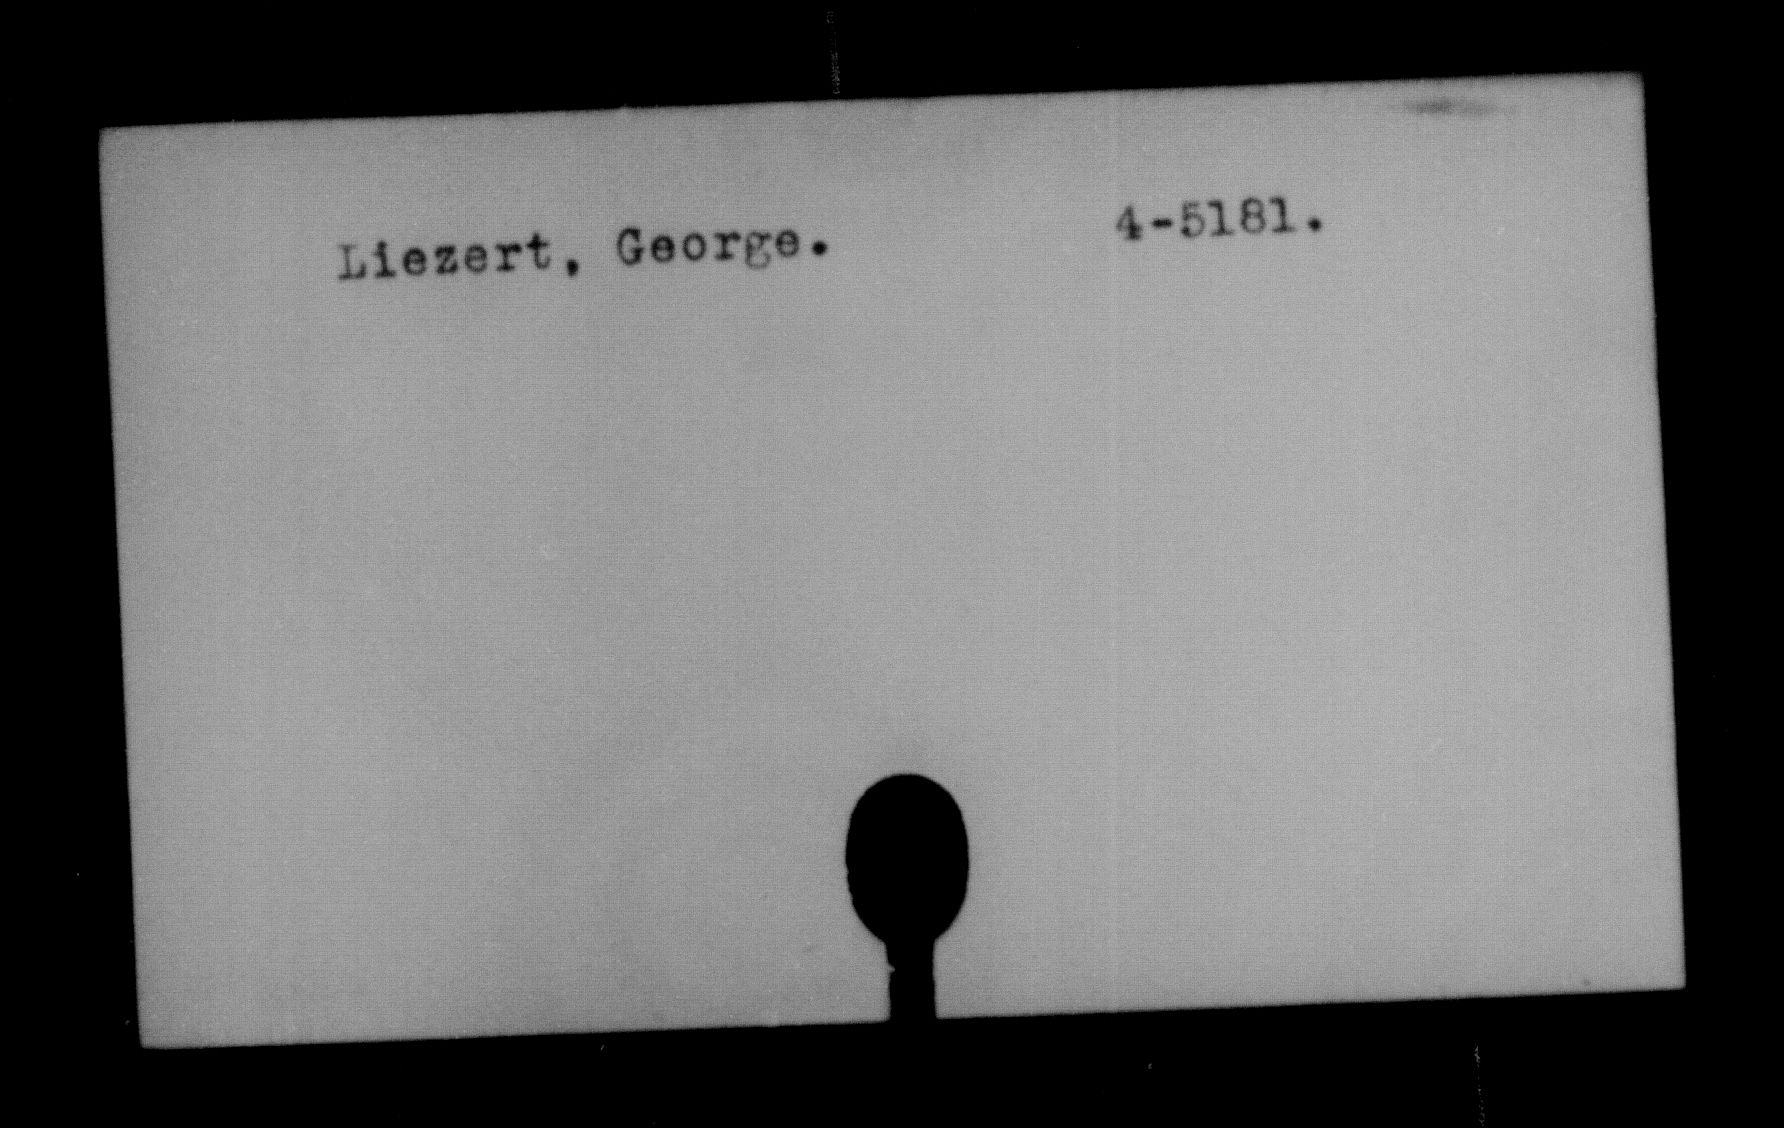 Liezert, George. 4-5181.